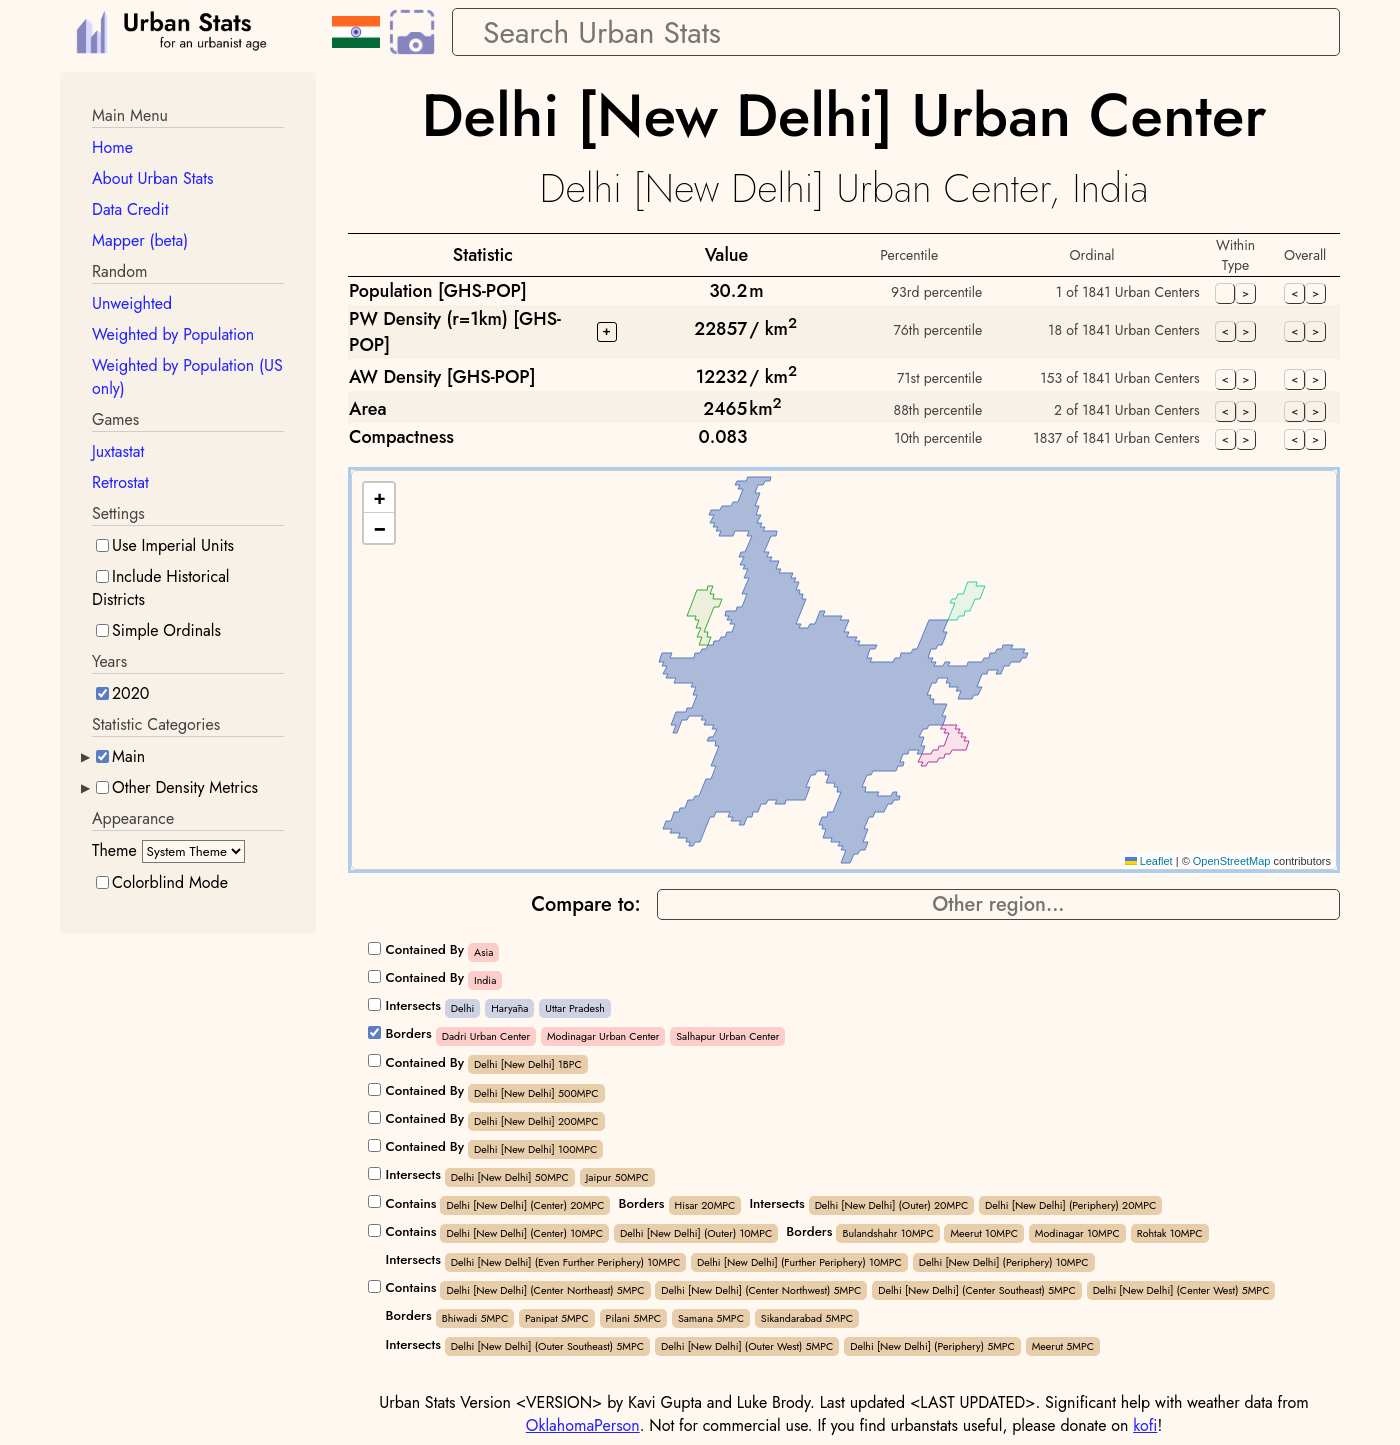 Urban Stats
for an urbanist age
Search Urban Stats
Main Menu
Home
About Urban Stats
Data Credit
Mapper (beta)
Random
Unweighted
Weighted by Population
Weighted by Population (US
only)
Games
Juxtastat
Retrostat
Settings
Use Imperial Units
Include Historical
Districts
Simple Ordinals
Years
2020
Statistic Categories
Main
Other Density Metrics
Appearance
Theme System Theme
Colorblind Mode
Delhi [New Delhi] Urban Center
Delhi [New Delhi] Urban Center, India
Statistic Value Percentile Ordinal Within Type Overall
Population [GHS-POP] 30.2 m 93rd percentile 1 of 1841 Urban Centers > < >
PW Density (r=1km) [GHS-POP] + 22857 / km² 76th percentile 18 of 1841 Urban Centers < > < >
AW Density [GHS-POP] 12232 / km² 71st percentile 153 of 1841 Urban Centers < > < >
Area 2465 km² 88th percentile 2 of 1841 Urban Centers < > < >
Compactness 0.083 10th percentile 1837 of 1841 Urban Centers < > < >
+
−
Leaflet | © OpenStreetMap contributors
Compare to: Other region...
Contained By Asia
Contained By India
Intersects Delhi Haryāna Uttar Pradesh
Borders Dadri Urban Center Modinagar Urban Center Salhapur Urban Center
Contained By Delhi [New Delhi] 1BPC
Contained By Delhi [New Delhi] 500MPC
Contained By Delhi [New Delhi] 200MPC
Contained By Delhi [New Delhi] 100MPC
Intersects Delhi [New Delhi] 50MPC Jaipur 50MPC
Contains Delhi [New Delhi] (Center) 20MPC Borders Hisar 20MPC Intersects Delhi [New Delhi] (Outer) 20MPC Delhi [New Delhi] (Periphery) 20MPC
Contains Delhi [New Delhi] (Center) 10MPC Delhi [New Delhi] (Outer) 10MPC Borders Bulandshahr 10MPC Meerut 10MPC Modinagar 10MPC Rohtak 10MPC
Intersects Delhi [New Delhi] (Even Further Periphery) 10MPC Delhi [New Delhi] (Further Periphery) 10MPC Delhi [New Delhi] (Periphery) 10MPC
Contains Delhi [New Delhi] (Center Northeast) 5MPC Delhi [New Delhi] (Center Northwest) 5MPC Delhi [New Delhi] (Center Southeast) 5MPC Delhi [New Delhi] (Center West) 5MPC
Borders Bhiwadi 5MPC Panipat 5MPC Pilani 5MPC Samana 5MPC Sikandarabad 5MPC
Intersects Delhi [New Delhi] (Outer Southeast) 5MPC Delhi [New Delhi] (Outer West) 5MPC Delhi [New Delhi] (Periphery) 5MPC Meerut 5MPC
Urban Stats Version <VERSION> by Kavi Gupta and Luke Brody. Last updated <LAST UPDATED>. Significant help with weather data from
OklahomaPerson. Not for commercial use. If you find urbanstats useful, please donate on kofi!